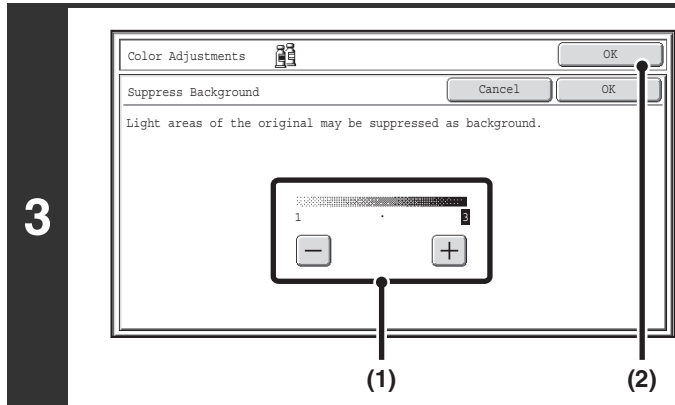 3
Color Adjustments OK
Suppress Background Cancel OK
Light areas of the original may be suppressed as background.
1 · 3
− +
(1) (2)